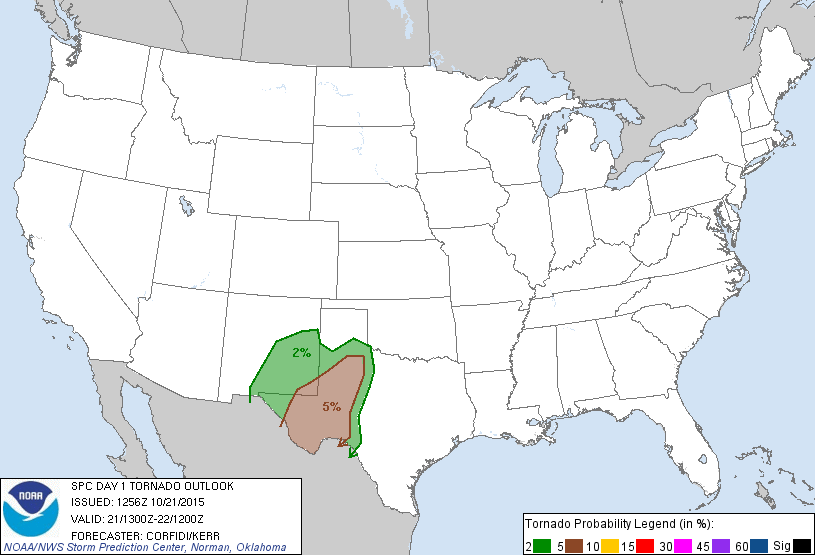 2%
5%
SPC DAY 1 TORNADO OUTLOOK
ISSUED: 1256Z 10/21/2015
VALID: 21/1300Z-22/1200Z
FORECASTER: CORFIDI/KERR
NOAA/NWS Storm Prediction Center, Norman, Oklahoma
NOAA
Tornado Probability Legend (in %):
2 5 10 15 30 45 60 Sig